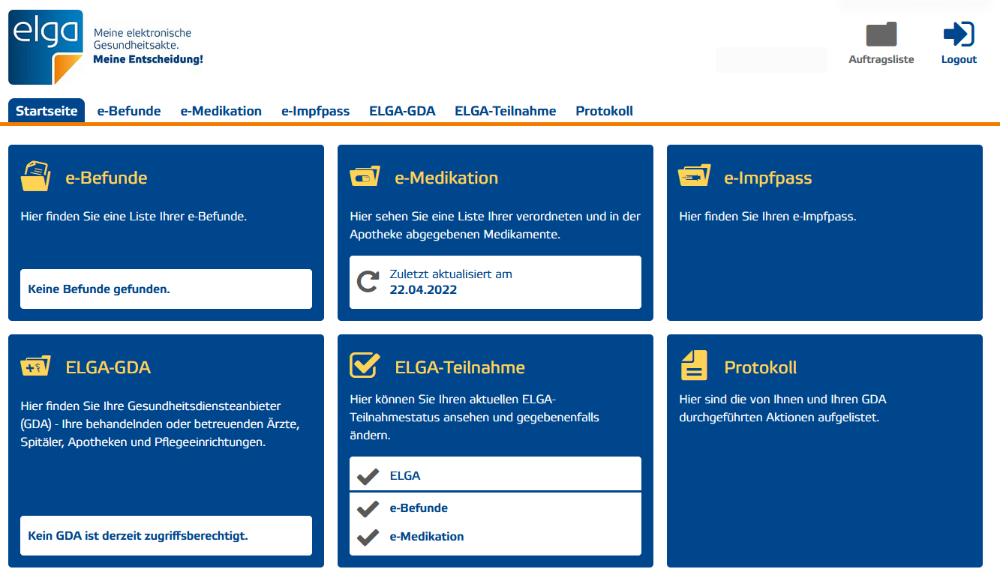 elga
Meine elektronische
Gesundheitsakte.
Meine Entscheidung!
Auftragsliste
Logout
Startseite e-Befunde e-Medikation e-Impfpass ELGA-GDA ELGA-Teilnahme Protokoll
e-Befunde
Hier finden Sie eine Liste Ihrer e-Befunde.
Keine Befunde gefunden.
e-Medikation
Hier sehen Sie eine Liste Ihrer verordneten und in der
Apotheke abgegebenen Medikamente.
Zuletzt aktualisiert am
22.04.2022
e-Impfpass
Hier finden Sie Ihren e-Impfpass.
ELGA-GDA
Hier finden Sie Ihre Gesundheitsdiensteanbieter
(GDA) - Ihre behandelnden oder betreuenden Ärzte,
Spitäler, Apotheken und Pflegeeinrichtungen.
Kein GDA ist derzeit zugriffsberechtigt.
ELGA-Teilnahme
Hier können Sie Ihren aktuellen ELGA-
Teilnahmestatus ansehen und gegebenenfalls
ändern.
ELGA
e-Befunde
e-Medikation
Protokoll
Hier sind die von Ihnen und Ihren GDA
durchgeführten Aktionen aufgelistet.